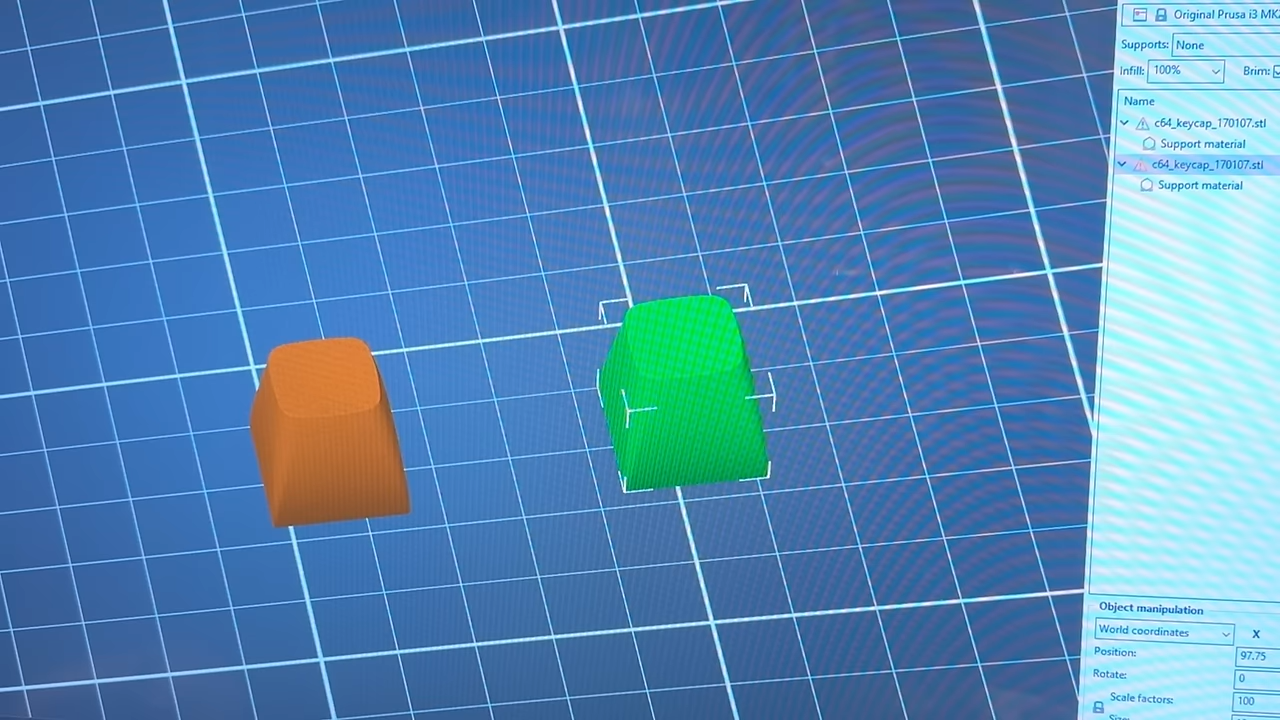 Original Prusa i3 MK
Supports: None
Infill: 100% Brim:
Name
c64_keycap_170107.stl
Support material
c64_keycap_170107.stl
Support material
Object manipulation
World coordinates X
Position: 97.75
Rotate: 0
Scale factors: 100